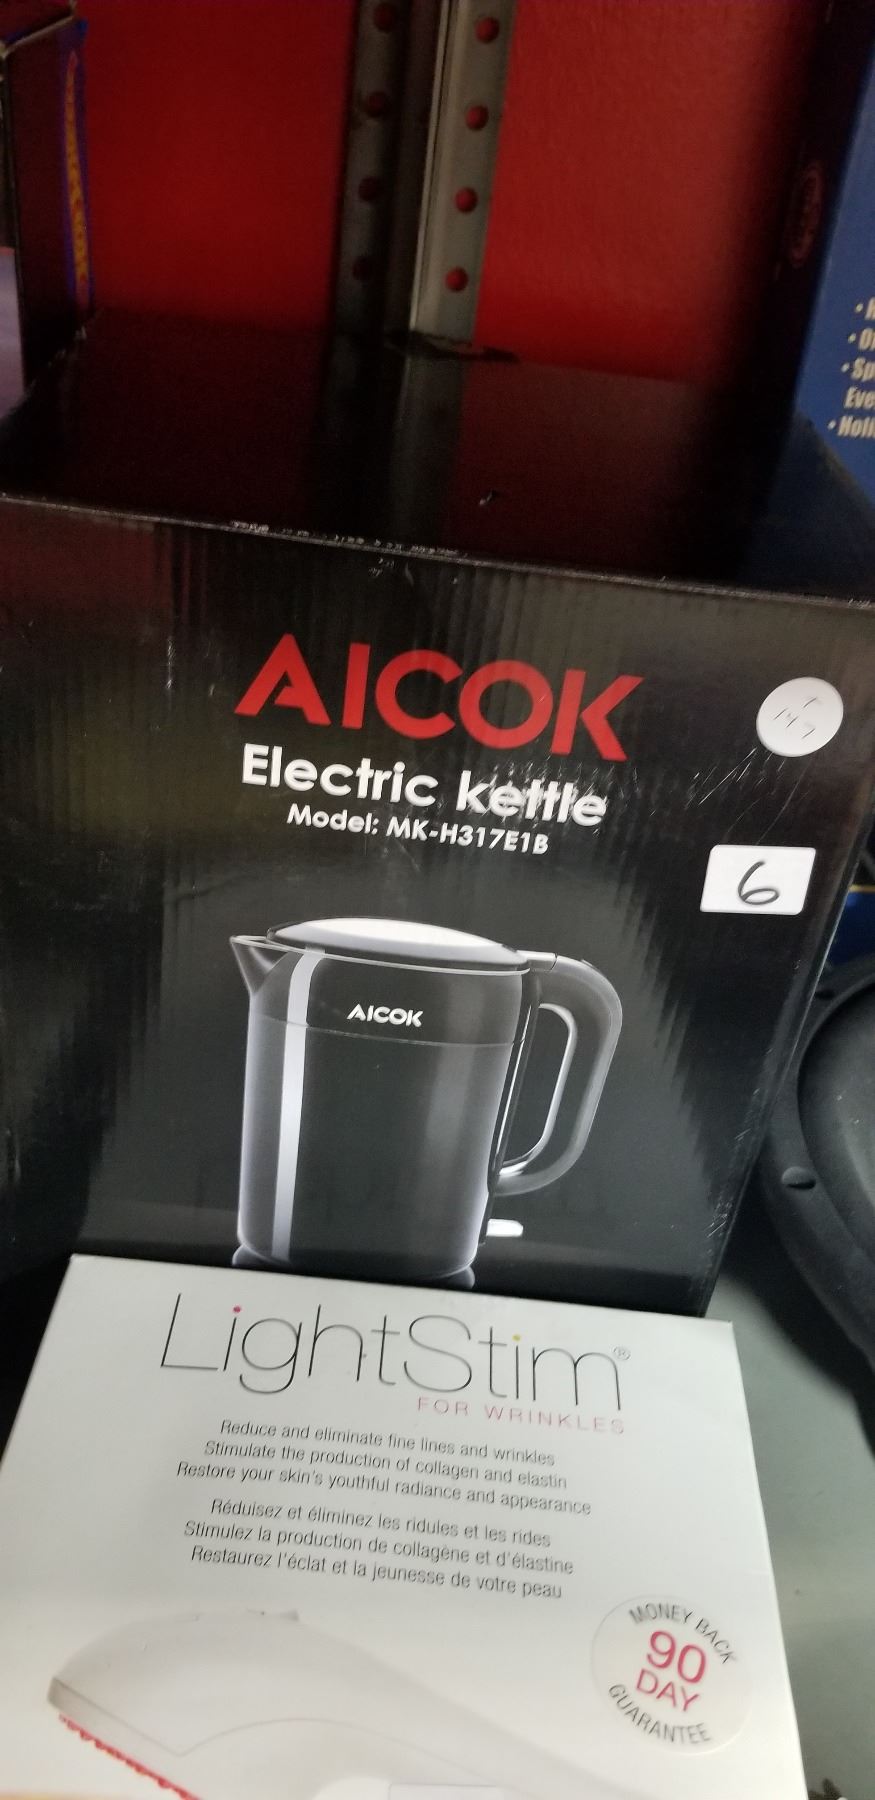 AICOK
Electric kettle
Model: MK-H317E1B
147
6
AICOK
LightStim®
FOR WRINKLES
Reduce and eliminate fine lines and wrinkles
Stimulate the production of collagen and elastin
Restore your skin's youthful radiance and appearance
Réduisez et éliminez les ridules et les rides
Stimulez la production de collagène et d'élastine
Restaurez l'éclat et la jeunesse de votre peau
MONEY BACK
90
DAY
GUARANTEE